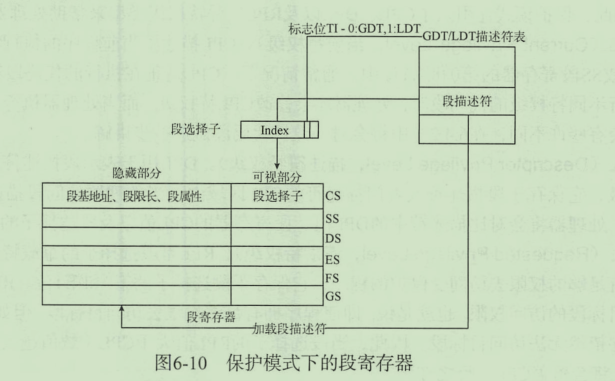 标志位TI - 0:GDT,1:LDT
GDT/LDT描述符表
段描述符
段选择子 Index
隐藏部分 可视部分
段基地址、段限长、段属性 段选择子 CS
SS
DS
ES
FS
GS
段寄存器
加载段描述符
图6-10 保护模式下的段寄存器